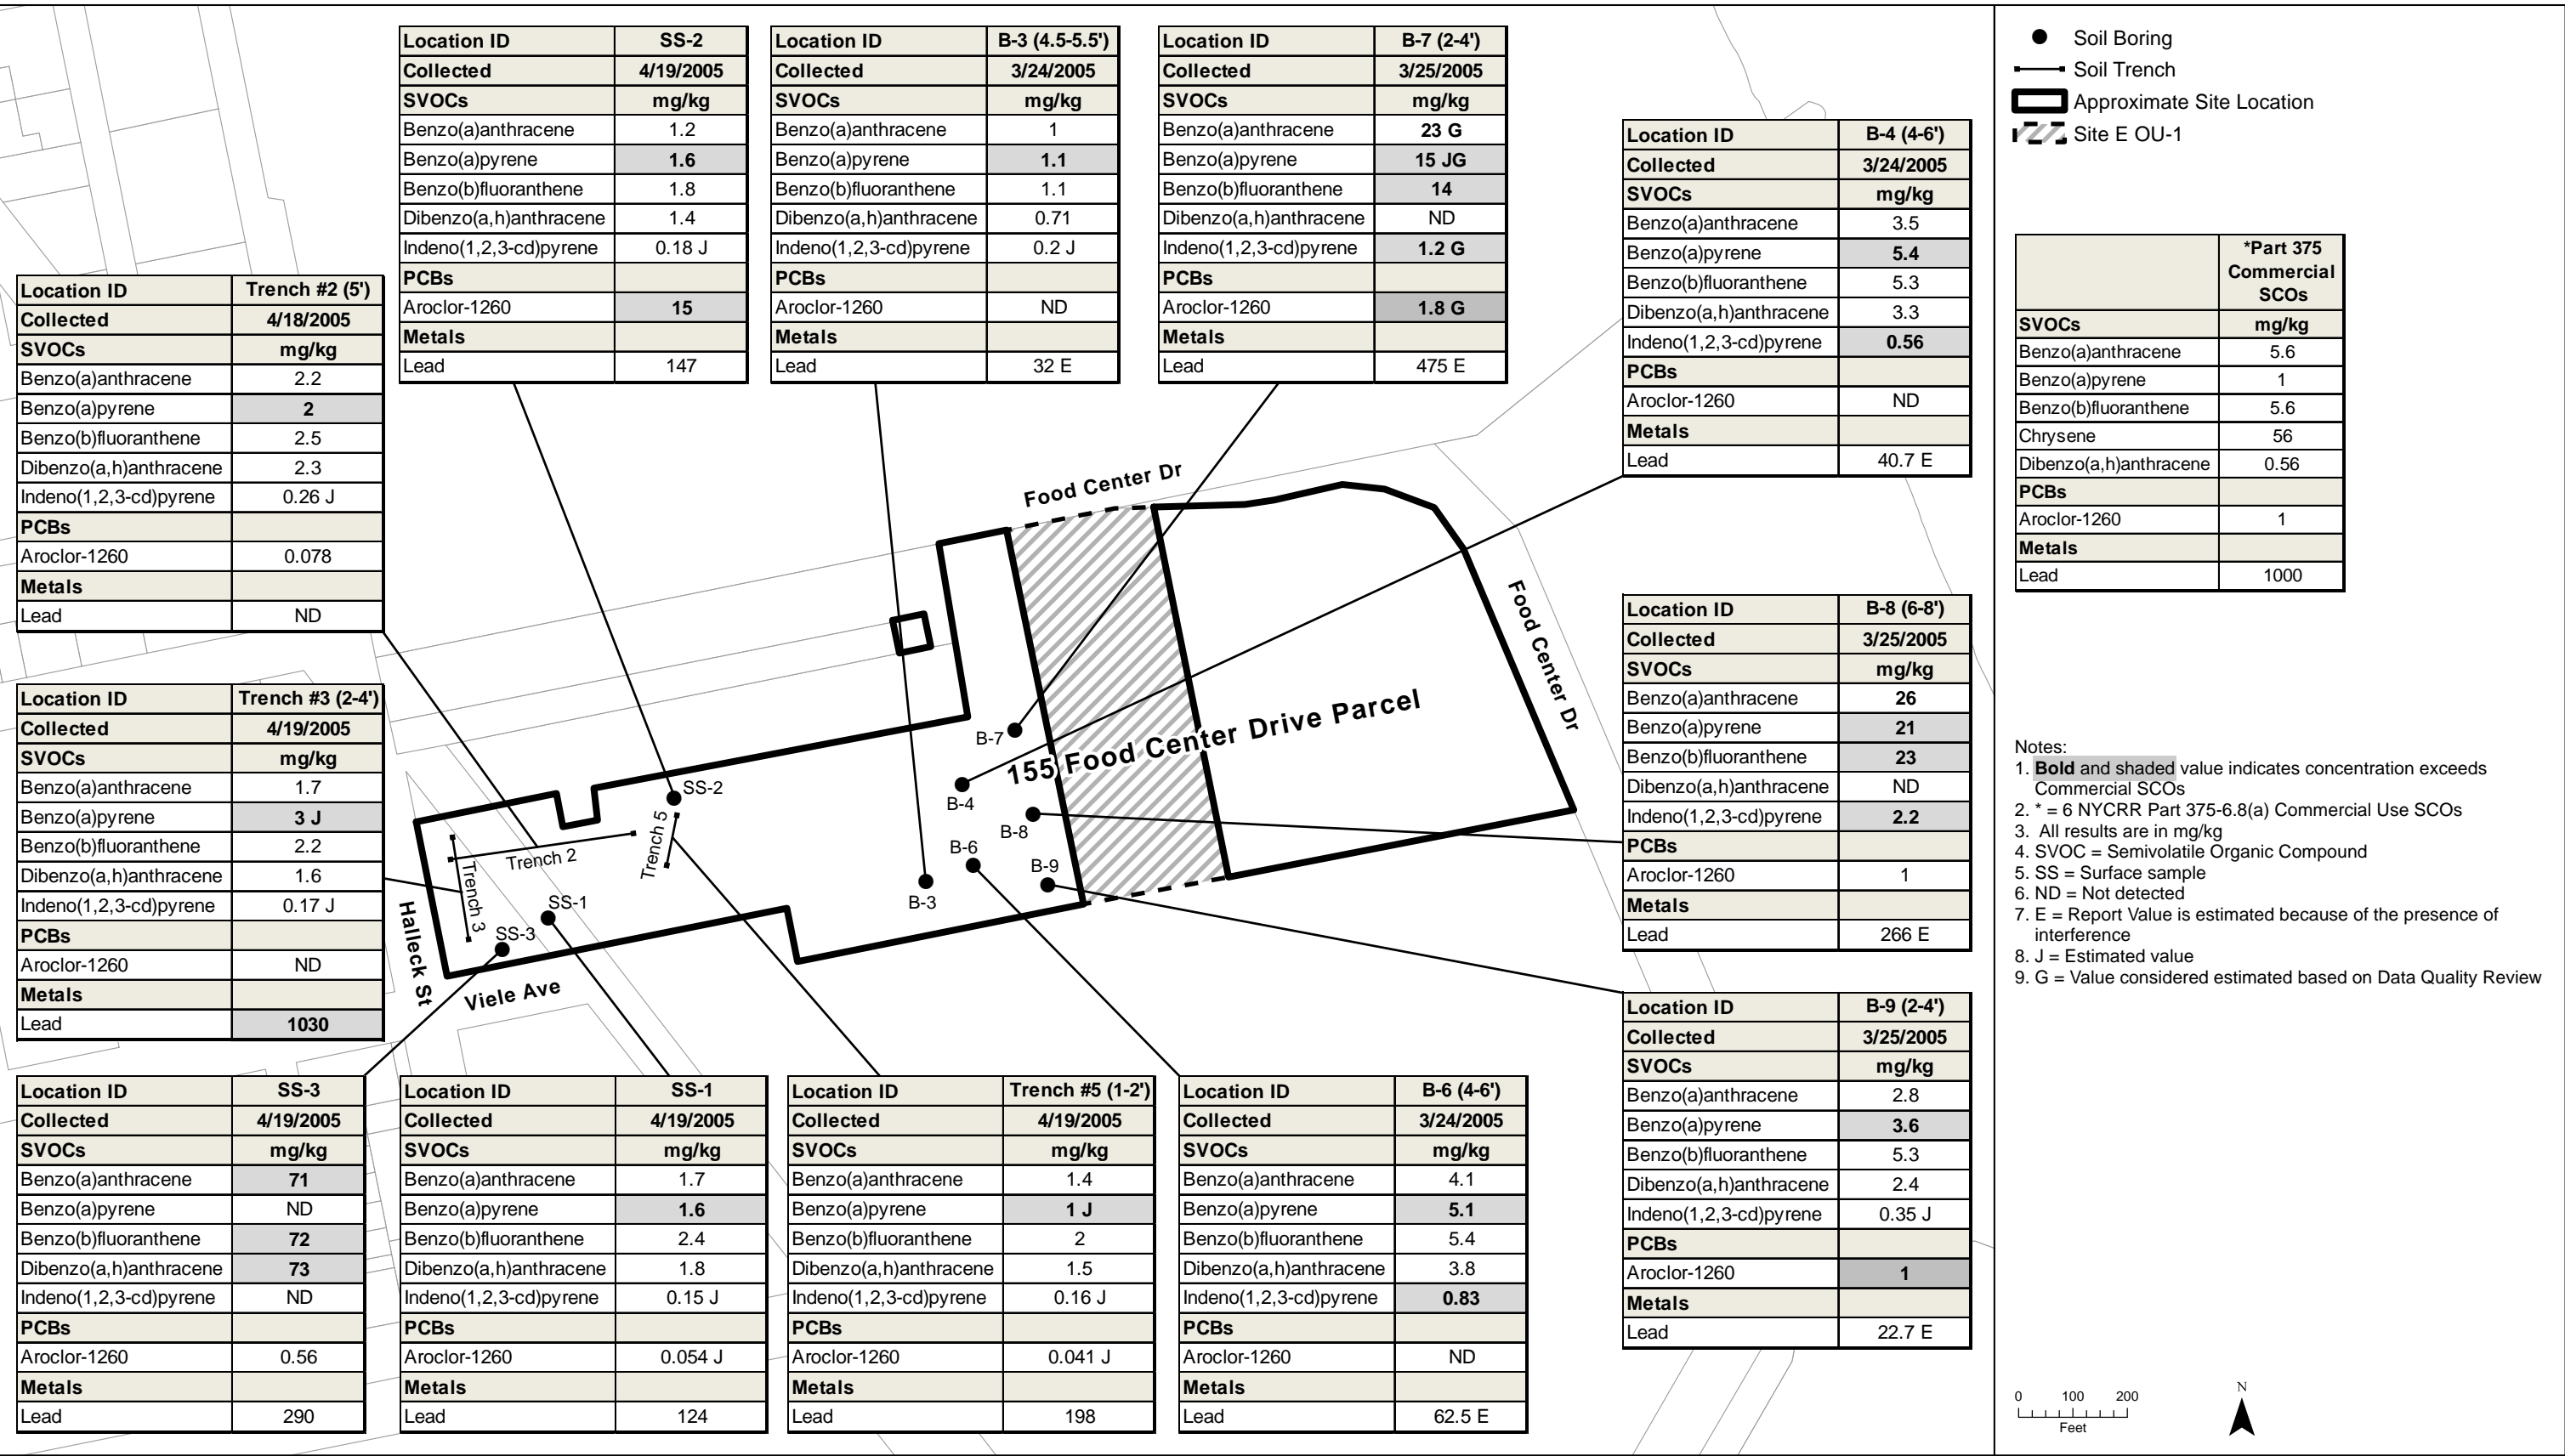 Location ID SS-2
Collected 4/19/2005
SVOCs mg/kg
Benzo(a)anthracene 1.2
Benzo(a)pyrene 1.6
Benzo(b)fluoranthene 1.8
Dibenzo(a,h)anthracene 1.4
Indeno(1,2,3-cd)pyrene 0.18 J
PCBs
Aroclor-1260 15
Metals
Lead 147
Location ID B-3 (4.5-5.5')
Collected 3/24/2005
SVOCs mg/kg
Benzo(a)anthracene 1
Benzo(a)pyrene 1.1
Benzo(b)fluoranthene 1.1
Dibenzo(a,h)anthracene 0.71
Indeno(1,2,3-cd)pyrene 0.2 J
PCBs
Aroclor-1260 ND
Metals
Lead 32 E
Location ID B-7 (2-4')
Collected 3/25/2005
SVOCs mg/kg
Benzo(a)anthracene 23 G
Benzo(a)pyrene 15 JG
Benzo(b)fluoranthene 14
Dibenzo(a,h)anthracene ND
Indeno(1,2,3-cd)pyrene 1.2 G
PCBs
Aroclor-1260 1.8 G
Metals
Lead 475 E
Location ID B-4 (4-6')
Collected 3/24/2005
SVOCs mg/kg
Benzo(a)anthracene 3.5
Benzo(a)pyrene 5.4
Benzo(b)fluoranthene 5.3
Dibenzo(a,h)anthracene 3.3
Indeno(1,2,3-cd)pyrene 0.56
PCBs
Aroclor-1260 ND
Metals
Lead 40.7 E
Location ID Trench #2 (5')
Collected 4/18/2005
SVOCs mg/kg
Benzo(a)anthracene 2.2
Benzo(a)pyrene 2
Benzo(b)fluoranthene 2.5
Dibenzo(a,h)anthracene 2.3
Indeno(1,2,3-cd)pyrene 0.26 J
PCBs
Aroclor-1260 0.078
Metals
Lead ND
Location ID Trench #3 (2-4')
Collected 4/19/2005
SVOCs mg/kg
Benzo(a)anthracene 1.7
Benzo(a)pyrene 3 J
Benzo(b)fluoranthene 2.2
Dibenzo(a,h)anthracene 1.6
Indeno(1,2,3-cd)pyrene 0.17 J
PCBs
Aroclor-1260 ND
Metals
Lead 1030
Food Center Dr
Food Center Dr
155 Food Center Drive Parcel
B-7
B-4
B-8
B-6
B-9
B-3
SS-2
Trench 5
Trench 2
Trench 3
SS-1
SS-3
Halleck St
Viele Ave
Location ID B-8 (6-8')
Collected 3/25/2005
SVOCs mg/kg
Benzo(a)anthracene 26
Benzo(a)pyrene 21
Benzo(b)fluoranthene 23
Dibenzo(a,h)anthracene ND
Indeno(1,2,3-cd)pyrene 2.2
PCBs
Aroclor-1260 1
Metals
Lead 266 E
Location ID B-9 (2-4')
Collected 3/25/2005
SVOCs mg/kg
Benzo(a)anthracene 2.8
Benzo(a)pyrene 3.6
Benzo(b)fluoranthene 5.3
Dibenzo(a,h)anthracene 2.4
Indeno(1,2,3-cd)pyrene 0.35 J
PCBs
Aroclor-1260 1
Metals
Lead 22.7 E
Location ID SS-3
Collected 4/19/2005
SVOCs mg/kg
Benzo(a)anthracene 71
Benzo(a)pyrene ND
Benzo(b)fluoranthene 72
Dibenzo(a,h)anthracene 73
Indeno(1,2,3-cd)pyrene ND
PCBs
Aroclor-1260 0.56
Metals
Lead 290
Location ID SS-1
Collected 4/19/2005
SVOCs mg/kg
Benzo(a)anthracene 1.7
Benzo(a)pyrene 1.6
Benzo(b)fluoranthene 2.4
Dibenzo(a,h)anthracene 1.8
Indeno(1,2,3-cd)pyrene 0.15 J
PCBs
Aroclor-1260 0.054 J
Metals
Lead 124
Location ID Trench #5 (1-2')
Collected 4/19/2005
SVOCs mg/kg
Benzo(a)anthracene 1.4
Benzo(a)pyrene 1 J
Benzo(b)fluoranthene 2
Dibenzo(a,h)anthracene 1.5
Indeno(1,2,3-cd)pyrene 0.16 J
PCBs
Aroclor-1260 0.041 J
Metals
Lead 198
Location ID B-6 (4-6')
Collected 3/24/2005
SVOCs mg/kg
Benzo(a)anthracene 4.1
Benzo(a)pyrene 5.1
Benzo(b)fluoranthene 5.4
Dibenzo(a,h)anthracene 3.8
Indeno(1,2,3-cd)pyrene 0.83
PCBs
Aroclor-1260 ND
Metals
Lead 62.5 E
Soil Boring
Soil Trench
Approximate Site Location
Site E OU-1
*Part 375
Commercial
SCOs
SVOCs mg/kg
Benzo(a)anthracene 5.6
Benzo(a)pyrene 1
Benzo(b)fluoranthene 5.6
Chrysene 56
Dibenzo(a,h)anthracene 0.56
PCBs
Aroclor-1260 1
Metals
Lead 1000
Notes:
1. Bold and shaded value indicates concentration exceeds
Commercial SCOs
2. * = 6 NYCRR Part 375-6.8(a) Commercial Use SCOs
3. All results are in mg/kg
4. SVOC = Semivolatile Organic Compound
5. SS = Surface sample
6. ND = Not detected
7. E = Report Value is estimated because of the presence of
interference
8. J = Estimated value
9. G = Value considered estimated based on Data Quality Review
0 100 200
Feet
N